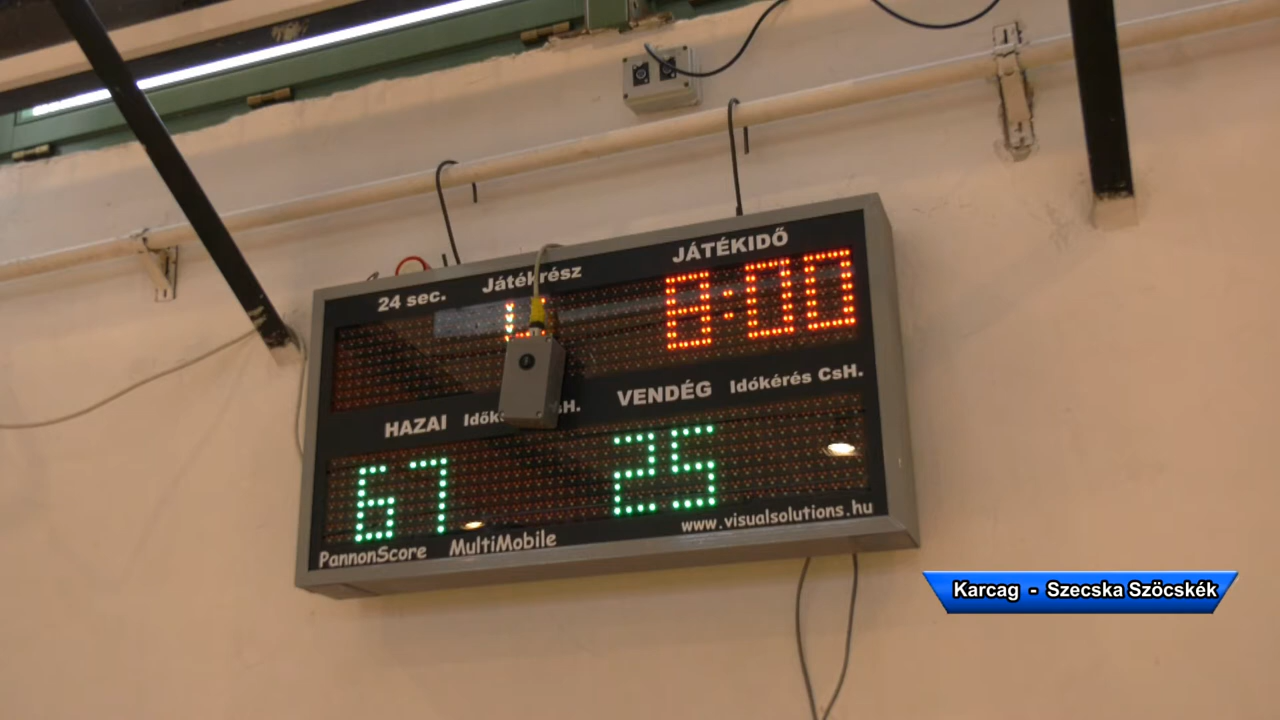 24 sec. Játékrész JÁTÉKIDŐ
8:00
HAZAI VENDÉG Időkérés CsH.
67 25
PannonScore MultiMobile www.visualsolutions.hu
Karcag - Szecska Szöcskék